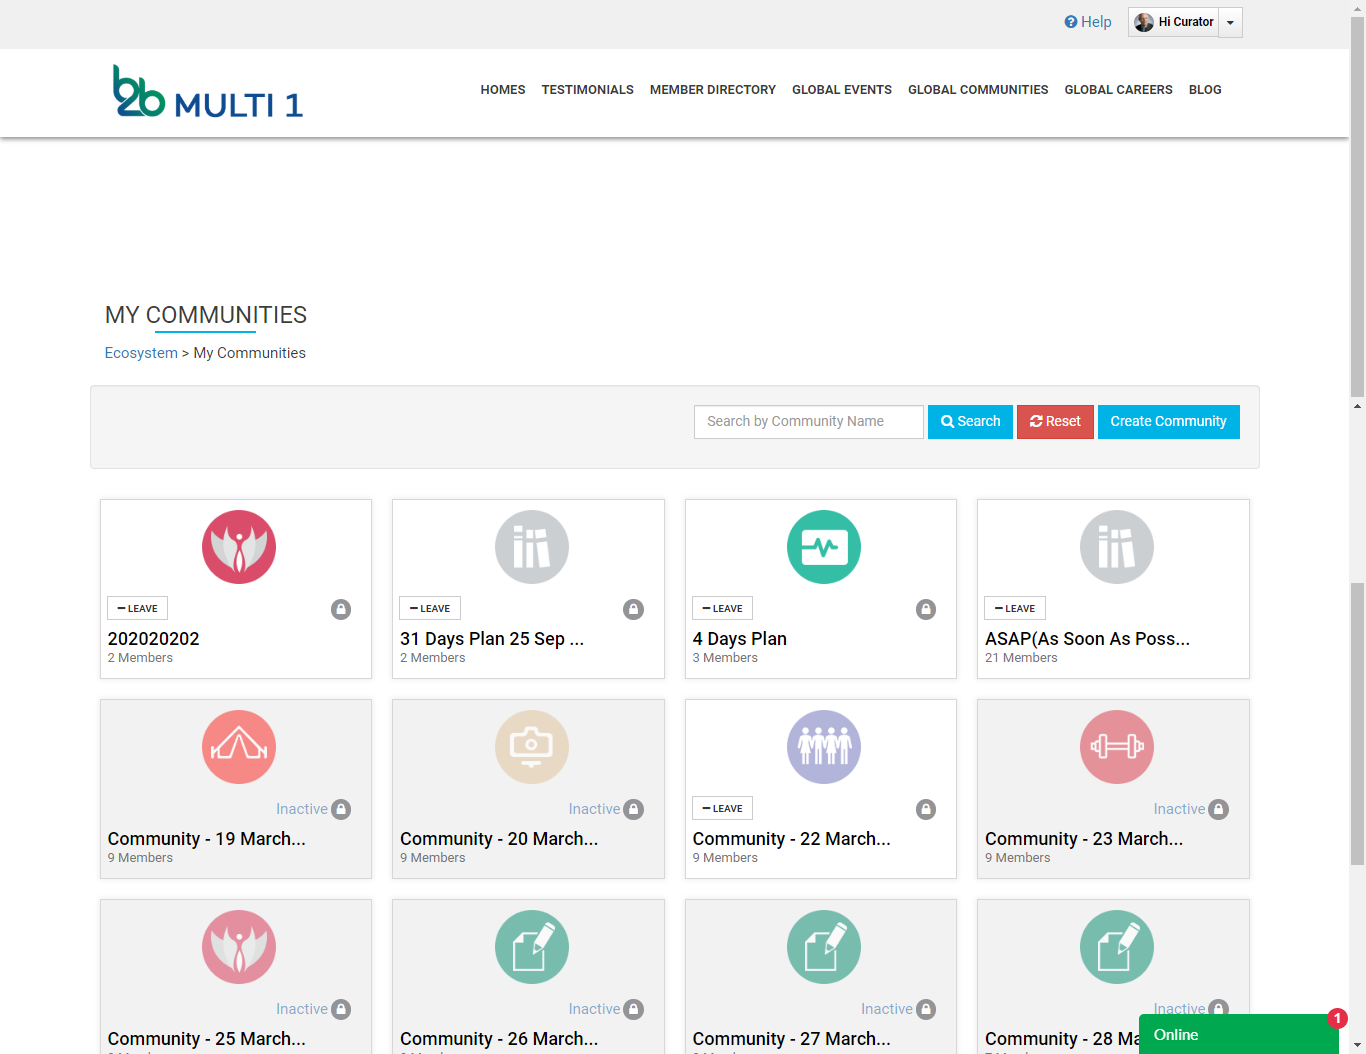 Help
Hi Curator
b2b MULTI 1
HOMES TESTIMONIALS MEMBER DIRECTORY GLOBAL EVENTS GLOBAL COMMUNITIES GLOBAL CAREERS BLOG
MY COMMUNITIES
Ecosystem > My Communities
Search by Community Name
Search
Reset
Create Community
LEAVE
202020202
2 Members
LEAVE
31 Days Plan 25 Sep ...
2 Members
LEAVE
4 Days Plan
3 Members
LEAVE
ASAP(As Soon As Poss...
21 Members
Inactive
Community - 19 March...
9 Members
Inactive
Community - 20 March...
9 Members
LEAVE
Community - 22 March...
9 Members
Inactive
Community - 23 March...
9 Members
Inactive
Community - 25 March...
Inactive
Community - 26 March...
Inactive
Community - 27 March...
Inactive
Community - 28 Ma
Online
1